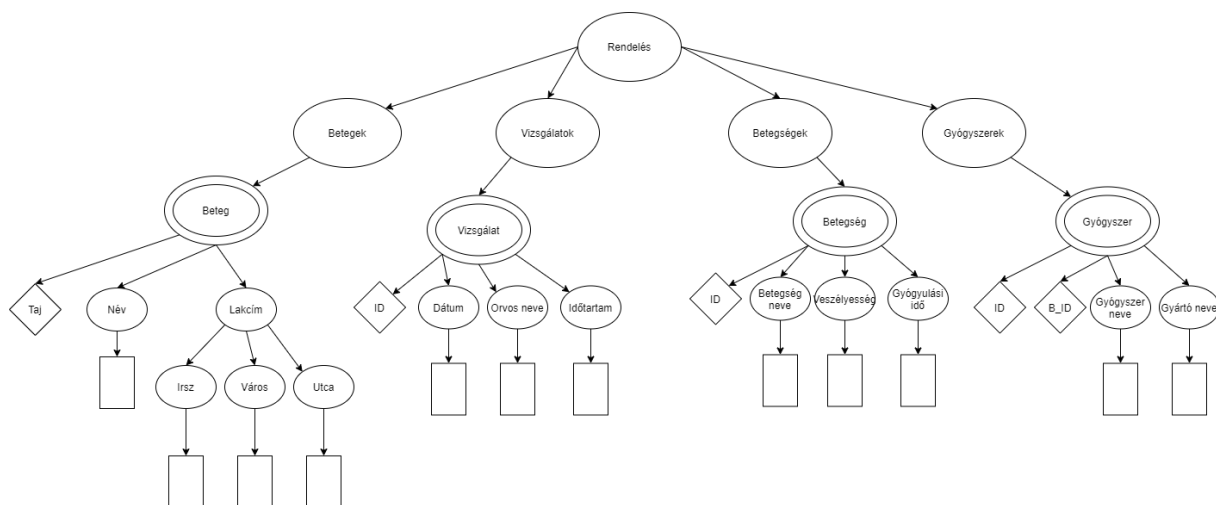 Rendelés
Betegek
Vizsgálatok
Betegségek
Gyógyszerek
Beteg
Vizsgálat
Betegség
Gyógyszer
Taj
Név
Lakcím
ID
Dátum
Orvos neve
Időtartam
ID
Betegség
neve
Veszélyesség
Gyógyulási
idő
ID
B_ID
Gyógyszer
neve
Gyártó neve
Irsz
Város
Utca